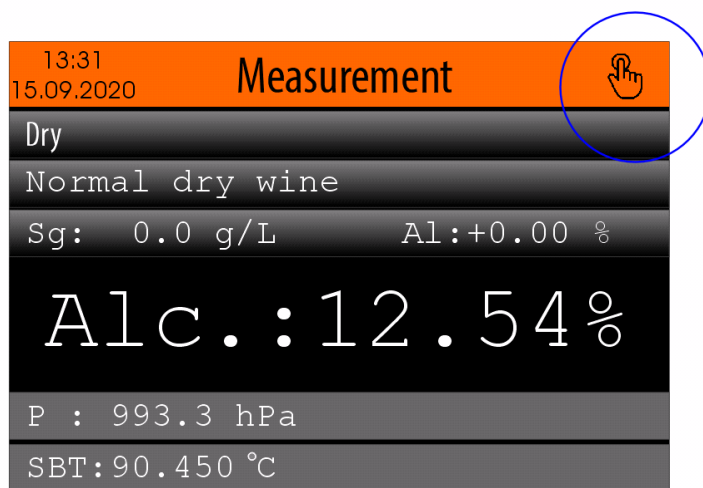 13:31
15.09.2020
Measurement
Dry
Normal dry wine
Sg: 0.0 g/L Al:+0.00 %
Alc.:12.54%
P : 993.3 hPa
SBT:90.450 °C